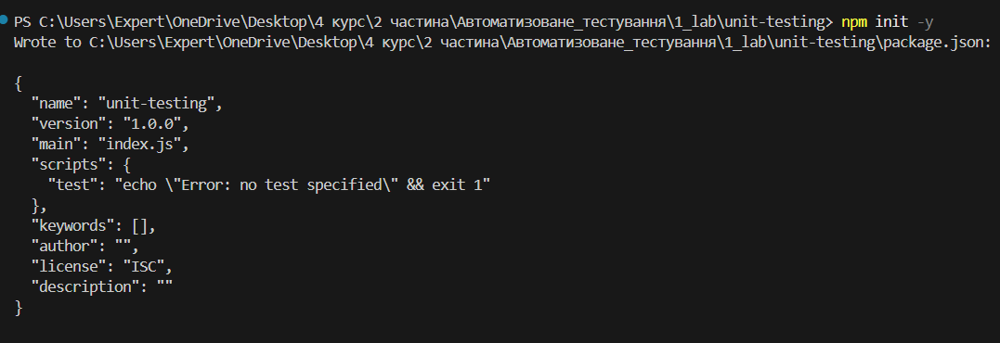 PS C:\Users\Expert\OneDrive\Desktop\4 курс\2 частина\Автоматизоване_тестування\1_lab\unit-testing> npm init -y
Wrote to C:\Users\Expert\OneDrive\Desktop\4 курс\2 частина\Автоматизоване_тестування\1_lab\unit-testing\package.json:
{
  "name": "unit-testing",
  "version": "1.0.0",
  "main": "index.js",
  "scripts": {
    "test": "echo \"Error: no test specified\" && exit 1"
  },
  "keywords": [],
  "author": "",
  "license": "ISC",
  "description": ""
}